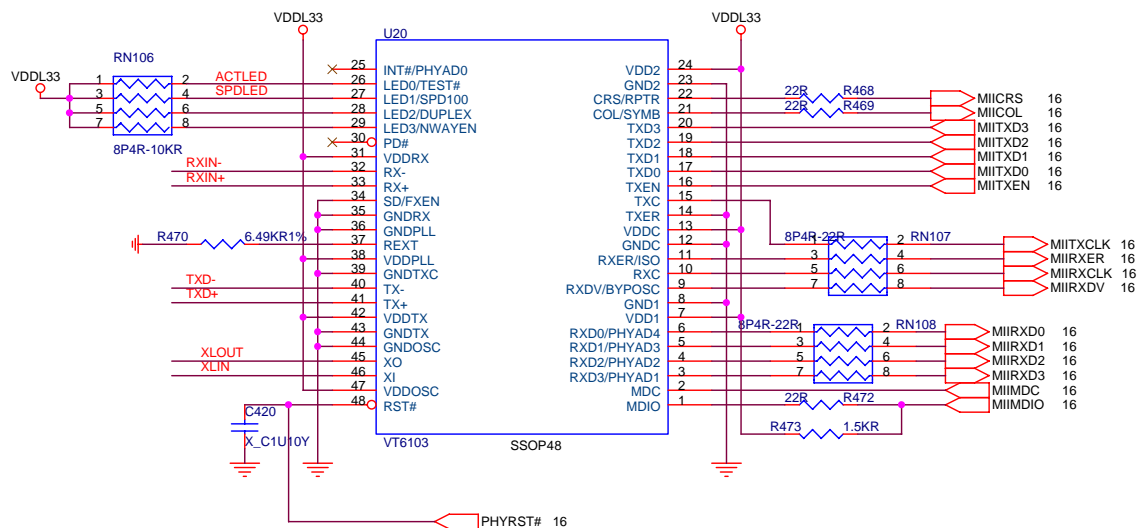 VDDL33 VDDL33
U20
RN106
VDDL33
1 2 ACTLED
3 4 SPDLED
5 6
7 8
8P4R-10KR
25 INT#/PHYAD0
26 LED0/TEST#
27 LED1/SPD100
28 LED2/DUPLEX
29 LED3/NWAYEN
30 PD#
31 VDDRX
RXIN- 32 RX-
RXIN+ 33 RX+
34 SD/FXEN
35 GNDRX
36 GNDPLL
R470 6.49KR1% 37 REXT
38 VDDPLL
39 GNDTXC
TXD- 40 TX-
TXD+ 41 TX+
42 VDDTX
43 GNDTX
44 GNDOSC
XLOUT 45 XO
XLIN 46 XI
47 VDDOSC
48 RST#
C420
X_C1U10Y
VT6103
SSOP48
PHYRST# 16
VDD2 24
GND2 23
CRS/RPTR 22 22R R468 MIICRS 16
COL/SYMB 21 22R R469 MIICOL 16
TXD3 20 MIITXD3 16
TXD2 19 MIITXD2 16
TXD1 18 MIITXD1 16
TXD0 17 MIITXD0 16
TXEN 16 MIITXEN 16
TXC 15
TXER 14
VDDC 13
8P4R-22R RN107
GNDC 12 1 2 MIITXCLK 16
RXER/ISO 11 3 4 MIIRXER 16
RXC 10 5 6 MIIRXCLK 16
RXDV/BYPOSC 9 7 8 MIIRXDV 16
GND1 8
VDD1 7
8P4R-22R RN108
RXD0/PHYAD4 6 1 2 MIIRXD0 16
RXD1/PHYAD3 5 3 4 MIIRXD1 16
RXD2/PHYAD2 4 5 6 MIIRXD2 16
RXD3/PHYAD1 3 7 8 MIIRXD3 16
MDC 2 MIIMDC 16
MDIO 1 22R R472 MIIMDIO 16
R473 1.5KR